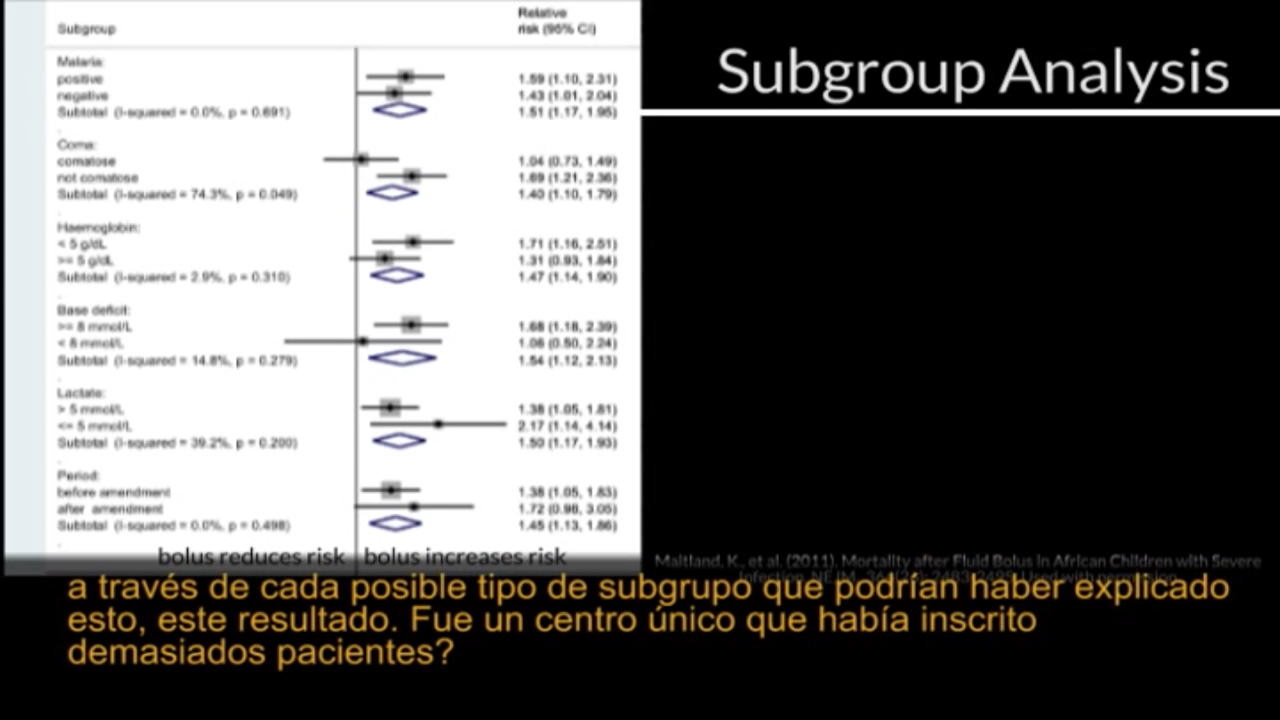 Subgroup
Relative
risk (95% CI)
Malaria:
positive 1.59 (1.10, 2.31)
negative 1.43 (1.01, 2.04)
Subtotal (I-squared = 0.0%, p = 0.691) 1.51 (1.17, 1.95)
.
Coma:
comatose 1.04 (0.73, 1.49)
not comatose 1.69 (1.21, 2.36)
Subtotal (I-squared = 74.3%, p = 0.049) 1.40 (1.10, 1.79)
.
Haemoglobin:
< 5 g/dL 1.71 (1.16, 2.51)
>= 5 g/dL 1.31 (0.93, 1.84)
Subtotal (I-squared = 2.9%, p = 0.310) 1.47 (1.14, 1.90)
.
Base deficit:
>= 8 mmol/L 1.68 (1.18, 2.39)
< 8 mmol/L 1.06 (0.50, 2.24)
Subtotal (I-squared = 14.8%, p = 0.279) 1.54 (1.12, 2.13)
.
Lactate:
> 5 mmol/L 1.38 (1.05, 1.81)
<= 5 mmol/L 2.17 (1.14, 4.14)
Subtotal (I-squared = 39.2%, p = 0.200) 1.50 (1.17, 1.93)
.
Period:
before amendment 1.38 (1.05, 1.83)
after amendment 1.72 (0.98, 3.05)
Subtotal (I-squared = 0.0%, p = 0.498) 1.45 (1.13, 1.86)
.
bolus reduces risk bolus increases risk
Subgroup Analysis
Maitland, K., et al. (2011). Mortality after Fluid Bolus in African Children with Severe
Infection. NEJM, Used with permission
a través de cada posible tipo de subgrupo que podrían haber explicado
esto, este resultado. Fue un centro único que había inscrito
demasiados pacientes?